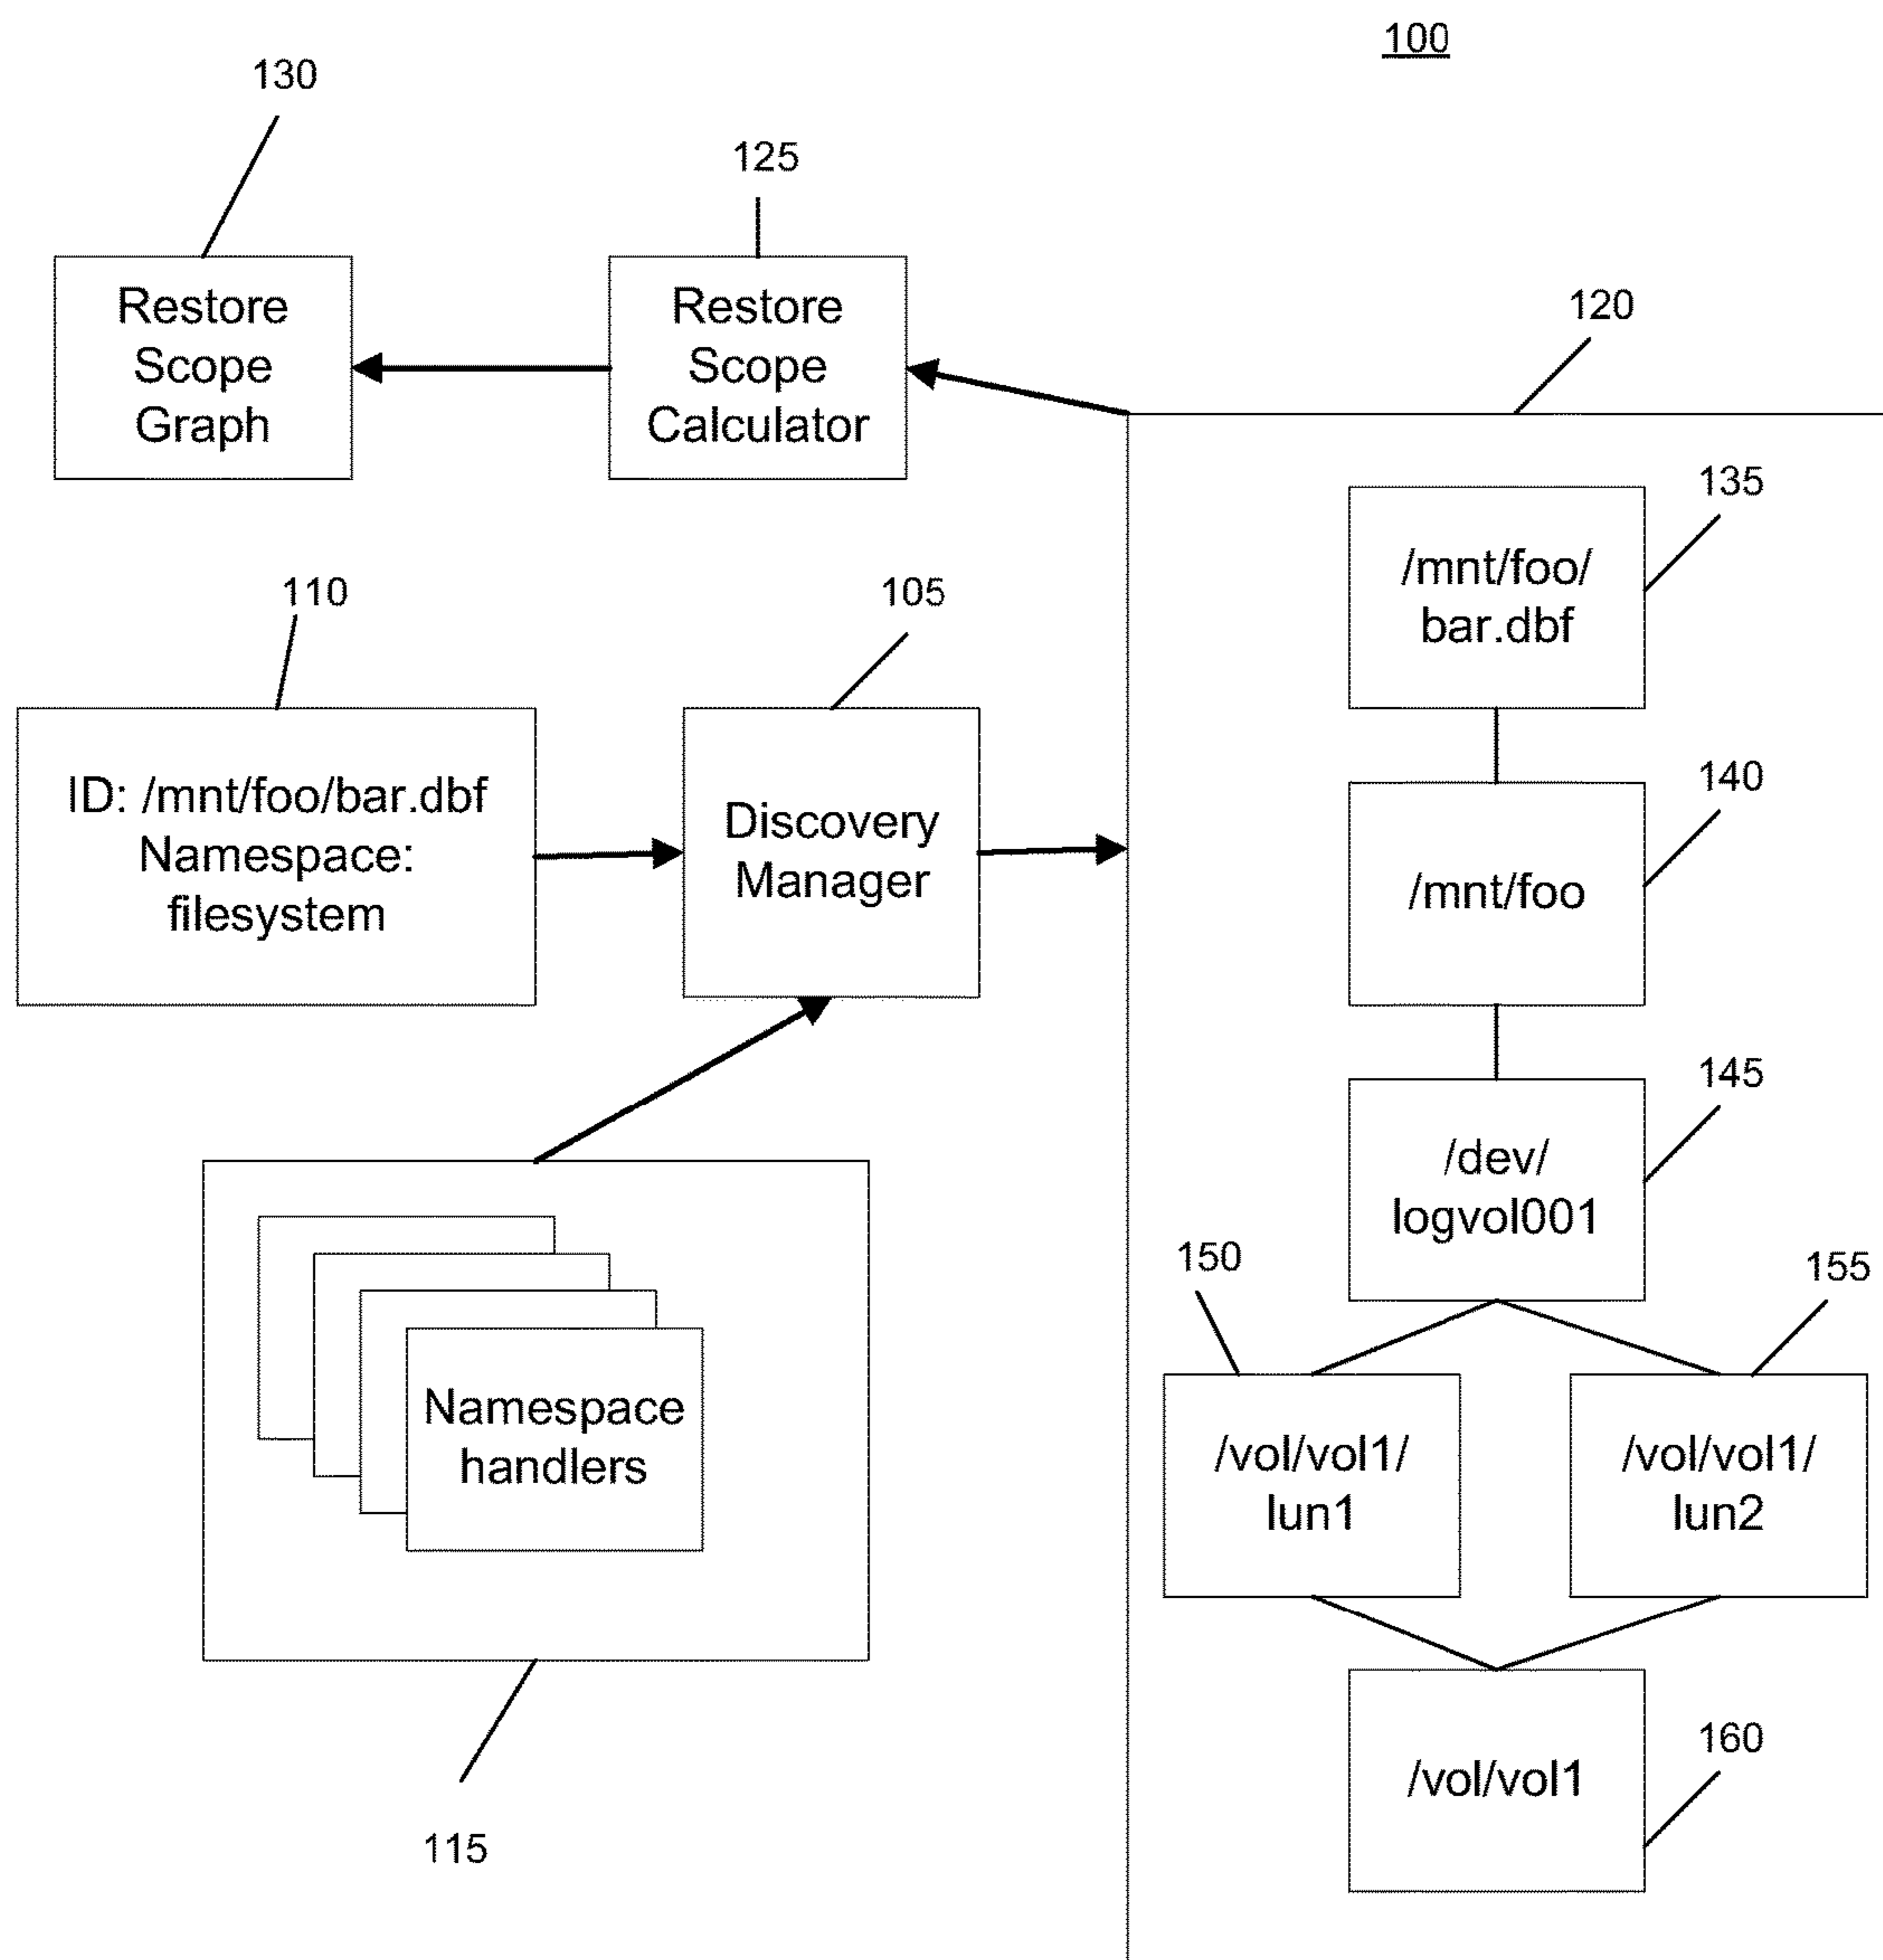 100
130
125
Restore
Scope
Graph
Restore
Scope
Calculator
120
135
/mnt/foo/
bar.dbf
110
105
ID: /mnt/foo/bar.dbf
Namespace:
filesystem
Discovery
Manager
140
/mnt/foo
145
/dev/
logvol001
150
155
Namespace
handlers
/vol/vol1/
lun1
/vol/vol1/
lun2
115
160
/vol/vol1